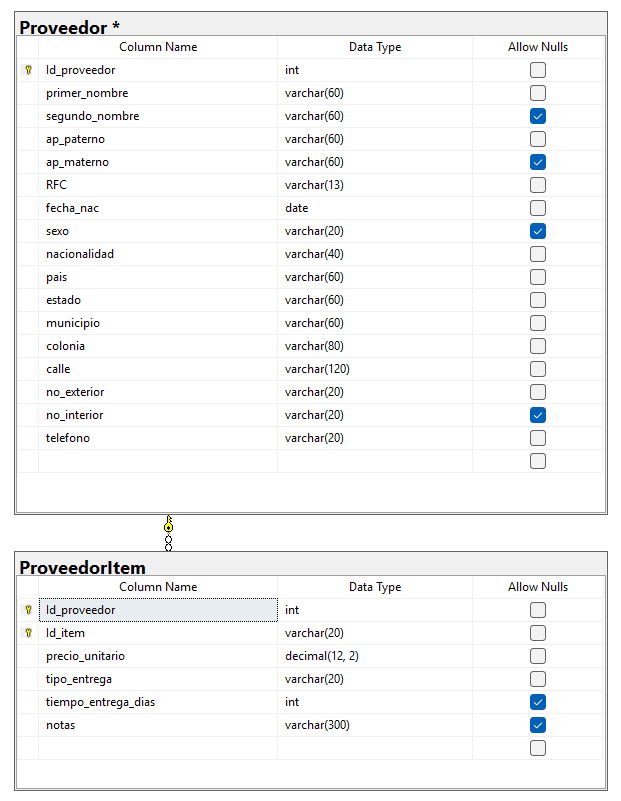 Proveedor *
Column Name Data Type Allow Nulls
Id_proveedor int
primer_nombre varchar(60)
segundo_nombre varchar(60)
ap_paterno varchar(60)
ap_materno varchar(60)
RFC varchar(13)
fecha_nac date
sexo varchar(20)
nacionalidad varchar(40)
pais varchar(60)
estado varchar(60)
municipio varchar(60)
colonia varchar(80)
calle varchar(120)
no_exterior varchar(20)
no_interior varchar(20)
telefono varchar(20)
ProveedorItem
Column Name Data Type Allow Nulls
Id_proveedor int
Id_item varchar(20)
precio_unitario decimal(12, 2)
tipo_entrega varchar(20)
tiempo_entrega_dias int
notas varchar(300)